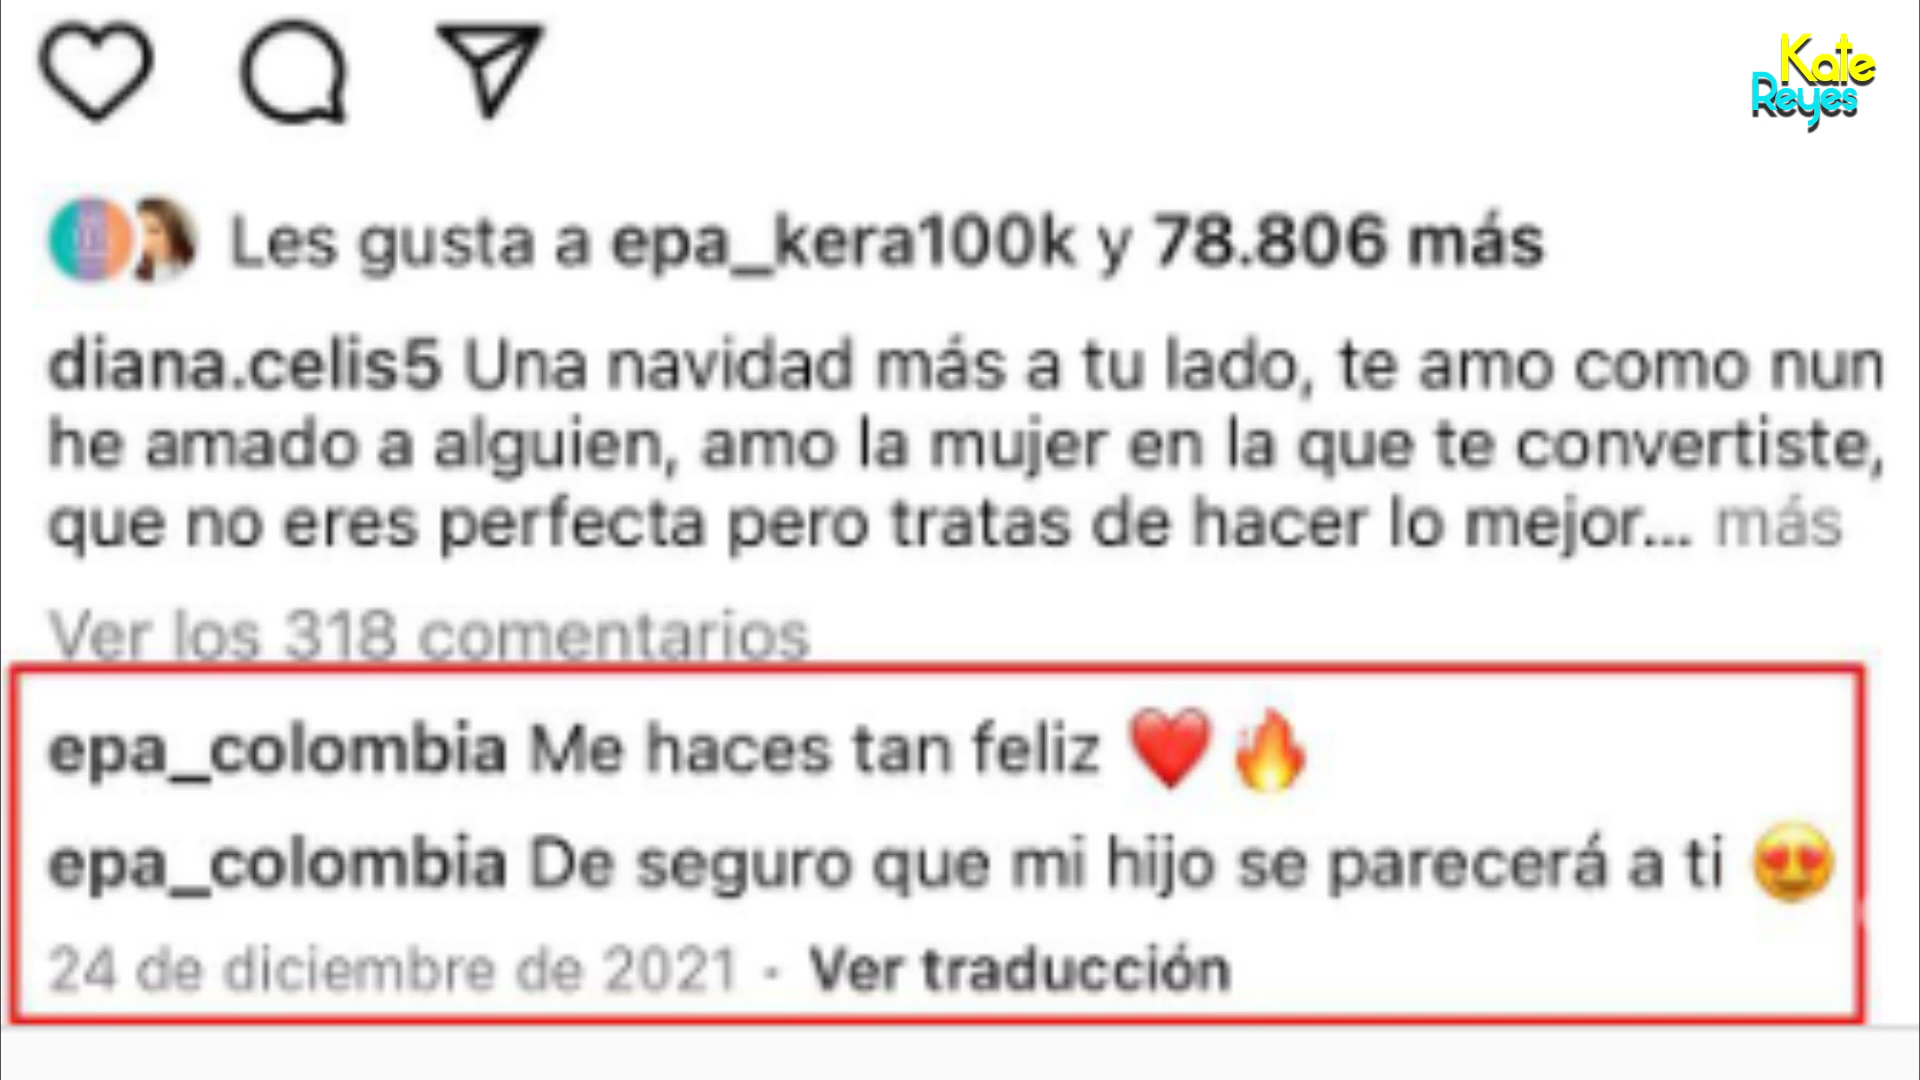 Kate
Reyes
Les gusta a epa_kera100k y 78.806 más
diana.celis5 Una navidad más a tu lado, te amo como nun
he amado a alguien, amo la mujer en la que te convertiste,
que no eres perfecta pero tratas de hacer lo mejor... más
Ver los 318 comentarios
epa_colombia Me haces tan feliz ❤️🔥
epa_colombia De seguro que mi hijo se parecerá a ti 😍
24 de diciembre de 2021 · Ver traducción